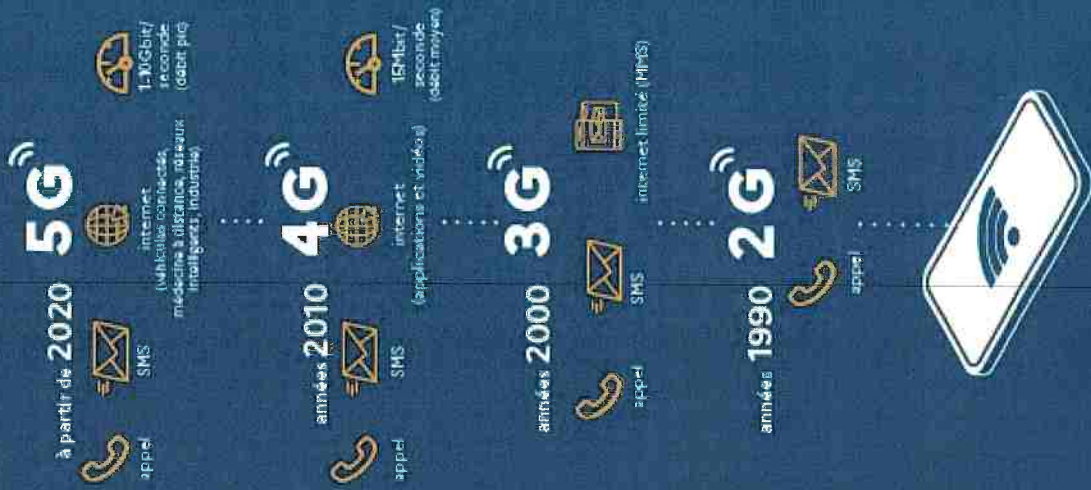 à partir de 2020 5G
appel
SMS
internet
(véhicules connectés,
médecine à distance, réseaux
intelligents, industrie)
1-10Gbit/
seconde
(débit pic)
années 2010 4G
appel
SMS
internet
(applications et vidéos)
15Mbit/
seconde
(débit moyen)
années 2000 3G
appel
SMS
internet limité (MMS)
années 1990 2G
appel
SMS